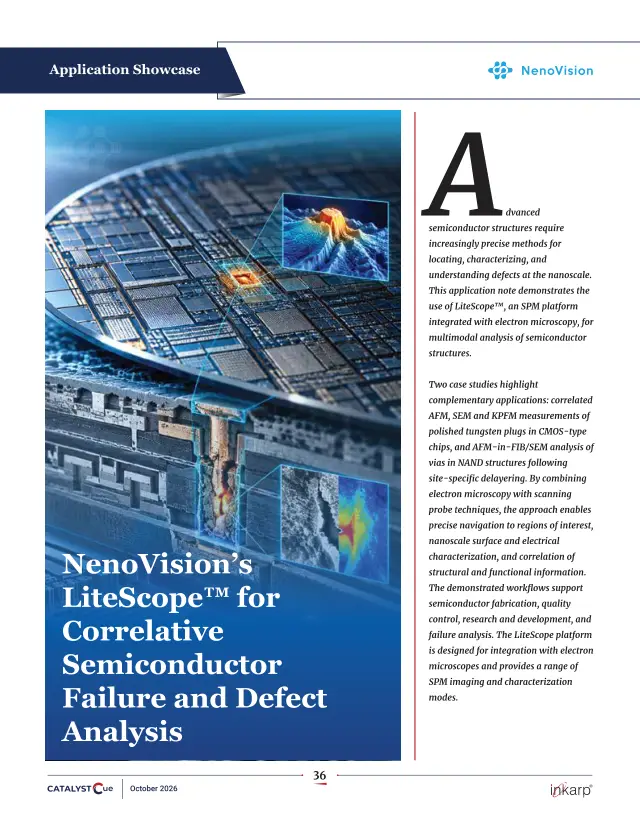 Application Showcase
NenoVision
NenoVision's
LiteScope™ for
Correlative
Semiconductor
Failure and Defect
Analysis
Advanced
semiconductor structures require
increasingly precise methods for
locating, characterizing, and
understanding defects at the nanoscale.
This application note demonstrates the
use of LiteScope™, an SPM platform
integrated with electron microscopy, for
multimodal analysis of semiconductor
structures.
Two case studies highlight
complementary applications: correlated
AFM, SEM and KPFM measurements of
polished tungsten plugs in CMOS-type
chips, and AFM-in-FIB/SEM analysis of
vias in NAND structures following
site-specific delayering. By combining
electron microscopy with scanning
probe techniques, the approach enables
precise navigation to regions of interest,
nanoscale surface and electrical
characterization, and correlation of
structural and functional information.
The demonstrated workflows support
semiconductor fabrication, quality
control, research and development, and
failure analysis. The LiteScope platform
is designed for integration with electron
microscopes and provides a range of
SPM imaging and characterization
modes.
36
CATALYST Cue
October 2026
inkarp®